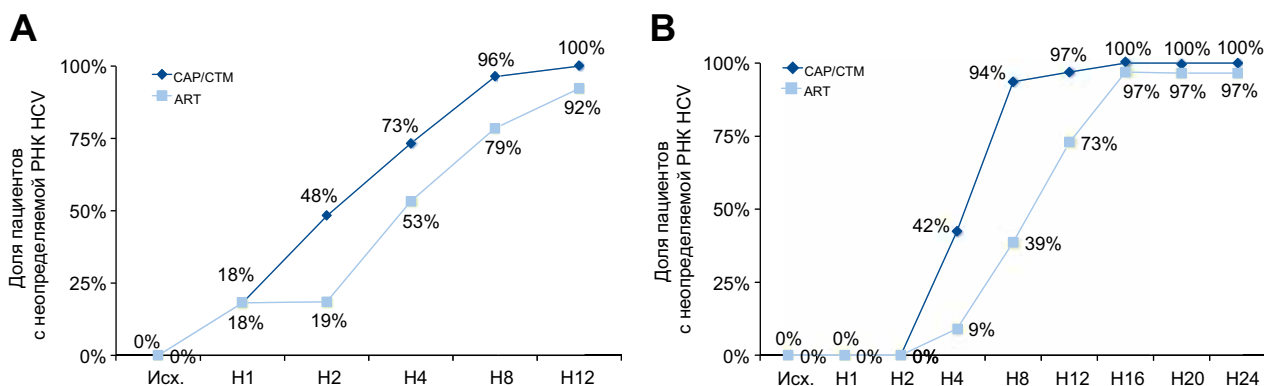 A
Доля пациентов
с неопределяемой РНК HCV
100%
75%
50%
25%
0%
CAP/CTM
ART
0%
0%
18%
18%
48%
19%
73%
53%
96%
79%
100%
92%
Исх.
Н1
Н2
Н4
Н8
Н12
B
Доля пациентов
с неопределяемой РНК HCV
100%
75%
50%
25%
0%
CAP/CTM
ART
0%
0%
0%
0%
0%
42%
9%
94%
39%
97%
73%
100%
97%
100%
97%
100%
97%
Исх.
Н1
Н2
Н4
Н8
Н12
Н16
Н20
Н24